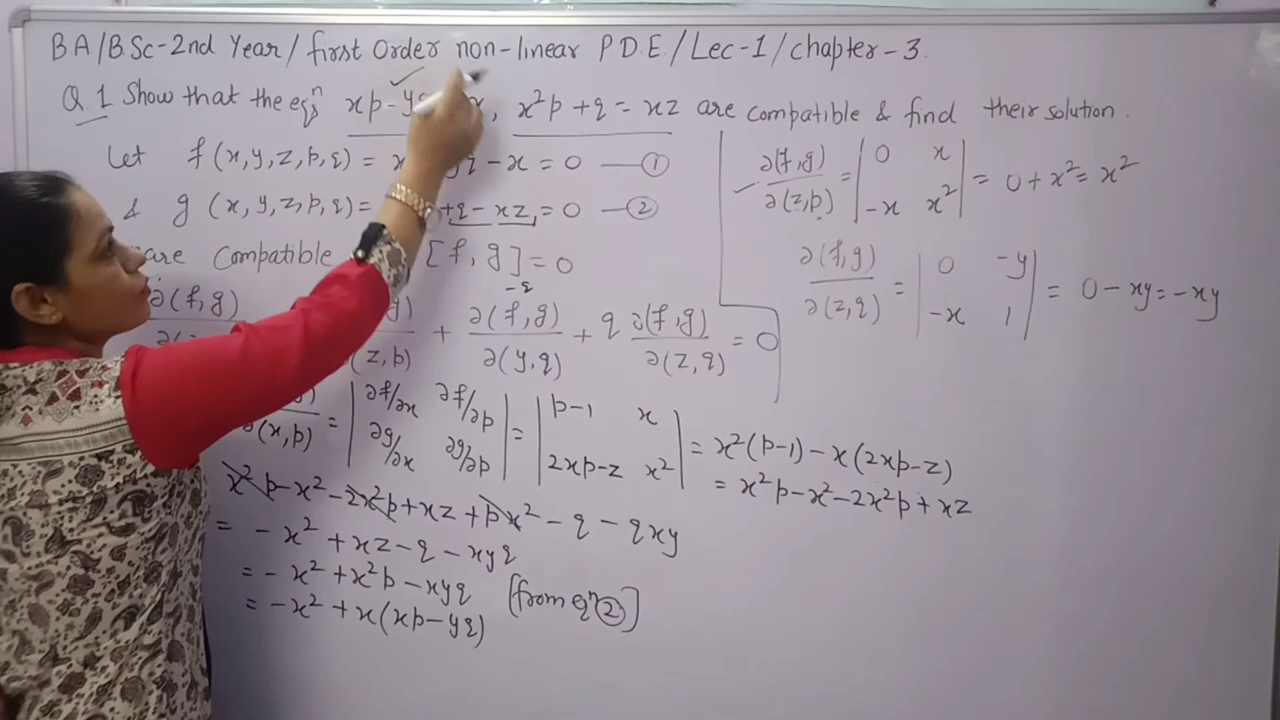 BA/B.Sc-2nd Year/first Order non-linear P.D.E/Lec-1/chapter-3.
Q.1 Show that the eqⁿs xp - y x, x²p + q = xz are compatible & find their solution.
Let f(x,y,z,p,q) = x q - x = 0 —①
& g(x,y,z,p,q) = +q - xz = 0 —②
are Compatible [f,g] = 0
-q
∂(f,g) + ∂(f,g)/∂(y,q) + q ∂(f,g)/∂(z,q) = 0
(z,p)
∂(x,p) = |∂f/∂x ∂f/∂p; ∂g/∂x ∂g/∂p| = |p-1 x; 2xp-z x²| = x²(p-1) - x(2xp-z)
= x²p - x² - 2x²p + xz
x²p - x² - 2x²p + xz + px² - q - qxy
= - x² + xz - q - xyq
= - x² + x²p - xyq [from eqⁿ②]
= - x² + x(xp - yq)
∂(f,g)/∂(z,p) = |0 x; -x x²| = 0 + x² = x²
∂(f,g)/∂(z,q) = |0 -y; -x 1| = 0 - xy = -xy